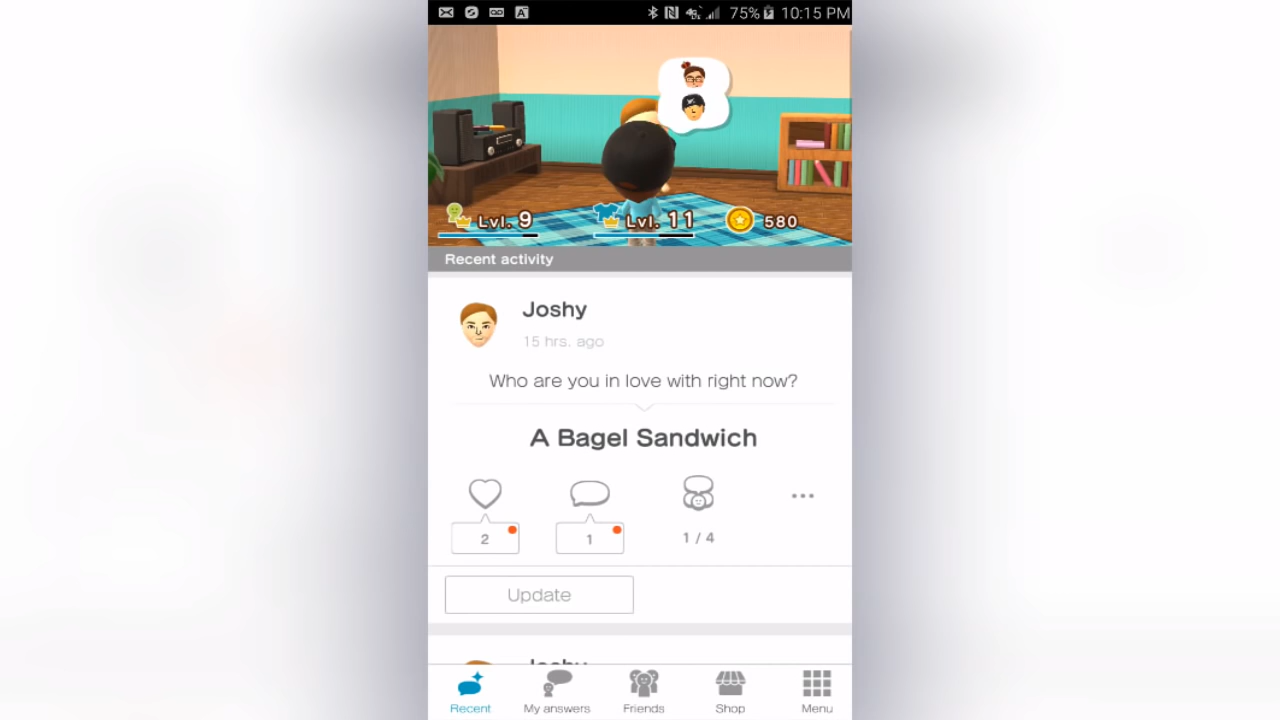 75% 10:15 PM
Lvl. 9 Lvl. 11 580
Recent activity
Joshy
15 hrs. ago
Who are you in love with right now?
A Bagel Sandwich
2 1 1 / 4
Update
Joshy
Recent My answers Friends Shop Menu